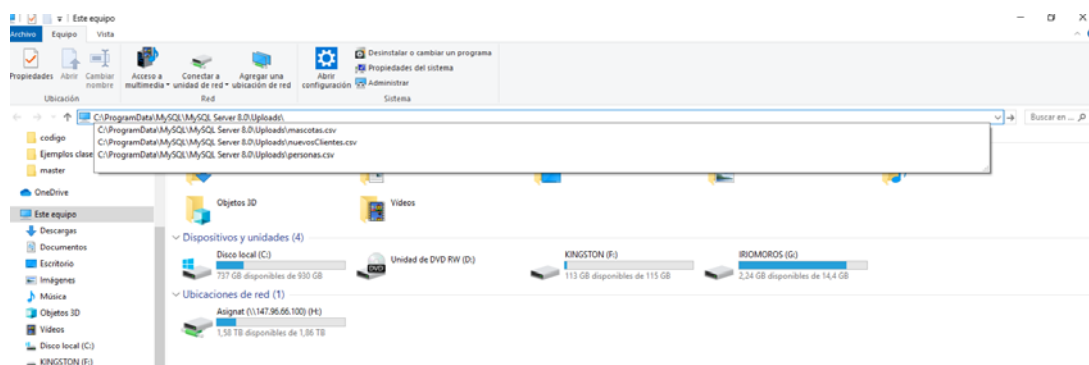 Este equipo
Archivo Equipo Vista
Propiedades Abrir Cambiar nombre
Acceso a multimedia Conectar a unidad de red Agregar una ubicación de red
Abrir configuración
Desinstalar o cambiar un programa
Propiedades del sistema
Administrar
Ubicación Red Sistema
C:\ProgramData\MySQL\MySQL Server 8.0\Uploads\
Buscar en ...
C:\ProgramData\MySQL\MySQL Server 8.0\Uploads\mascotas.csv
C:\ProgramData\MySQL\MySQL Server 8.0\Uploads\nuevosClientes.csv
C:\ProgramData\MySQL\MySQL Server 8.0\Uploads\personas.csv
codigo
Ejemplos clase
master
OneDrive
Este equipo
Descargas
Documentos
Escritorio
Imágenes
Música
Objetos 3D
Vídeos
Disco local (C:)
KINGSTON (F:)
Objetos 3D
Vídeos
Dispositivos y unidades (4)
Disco local (C:)
737 GB disponibles de 930 GB
Unidad de DVD RW (D:)
KINGSTON (F:)
113 GB disponibles de 115 GB
IRIOMOROS (G:)
2,24 GB disponibles de 14,4 GB
Ubicaciones de red (1)
Asignat (\\147.96.66.100) (H:)
1,58 TB disponibles de 1,86 TB